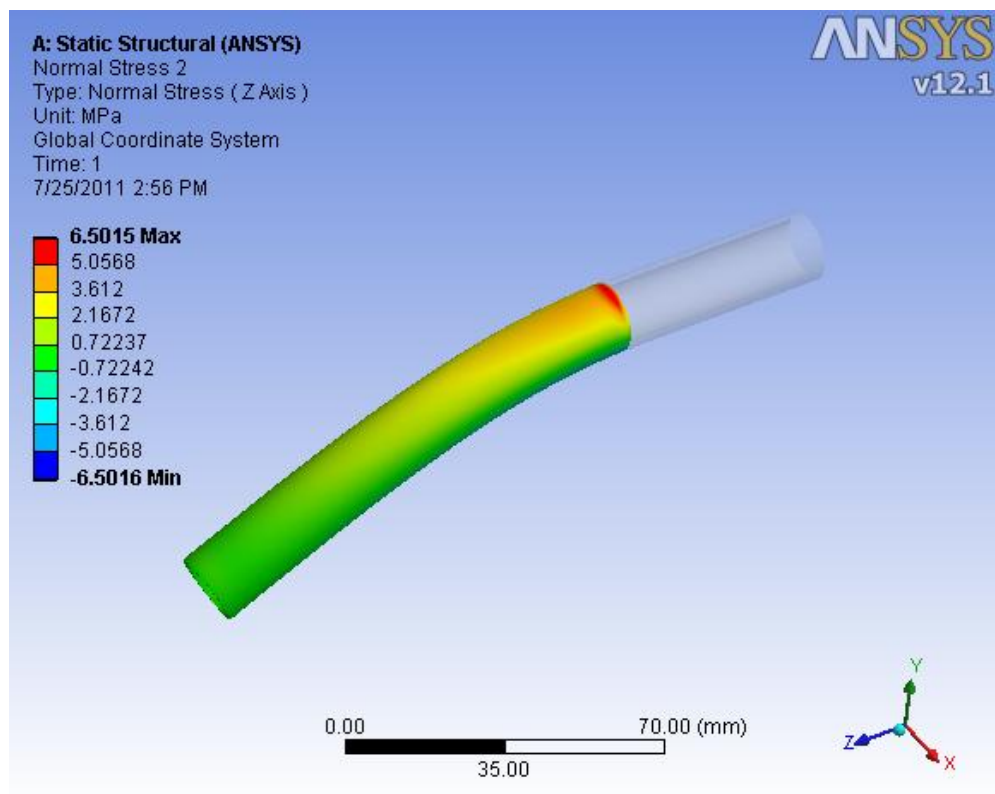 A: Static Structural (ANSYS)
Normal Stress 2
Type: Normal Stress ( Z Axis )
Unit: MPa
Global Coordinate System
Time: 1
7/25/2011 2:56 PM
ANSYS
v12.1
6.5015 Max
5.0568
3.612
2.1672
0.72237
-0.72242
-2.1672
-3.612
-5.0568
-6.5016 Min
0.00
70.00 (mm)
35.00
Y
Z
X